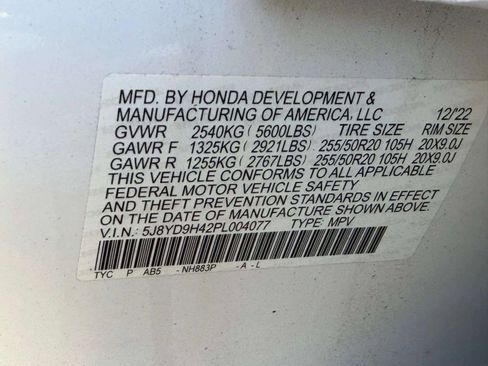 MFD. BY HONDA DEVELOPMENT &
MANUFACTURING OF AMERICA, LLC 12/'22
GVWR 2540KG ( 5600LBS) TIRE SIZE RIM SIZE
GAWR F 1325KG ( 2921LBS) 255/50R20 105H 20X9.0J
GAWR R 1255KG ( 2767LBS) 255/50R20 105H 20X9.0J
THIS VEHICLE CONFORMS TO ALL APPLICABLE
FEDERAL MOTOR VEHICLE SAFETY
AND THEFT PREVENTION STANDARDS IN EFFECT
ON THE DATE OF MANUFACTURE SHOWN ABOVE.
V.I.N.: 5J8YD9H42PL004077 TYPE: MPV
TYC P AB5 -NH883P -A-L